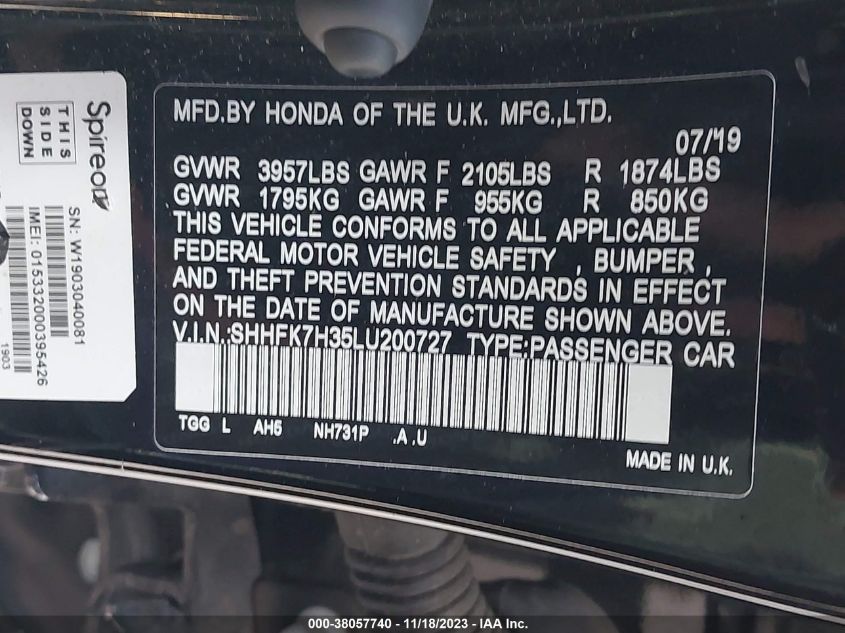 MFD.BY HONDA OF THE U.K. MFG.,LTD.
07/19
GVWR 3957LBS GAWR F 2105LBS R 1874LBS
GVWR 1795KG GAWR F 955KG R 850KG
THIS VEHICLE CONFORMS TO ALL APPLICABLE
FEDERAL MOTOR VEHICLE SAFETY , BUMPER ,
AND THEFT PREVENTION STANDARDS IN EFFECT
ON THE DATE OF MANUFACTURE SHOWN ABOVE.
V.I.N.:SHHFK7H35LU200727 TYPE:PASSENGER CAR
TGG L AH5 NH731P .A .U
MADE IN U.K.
Spireon
THIS
SIDE
DOWN
SN: W1903040081
IMEI: 015332000395426
1903
000-38057740 - 11/18/2023 - IAA Inc.